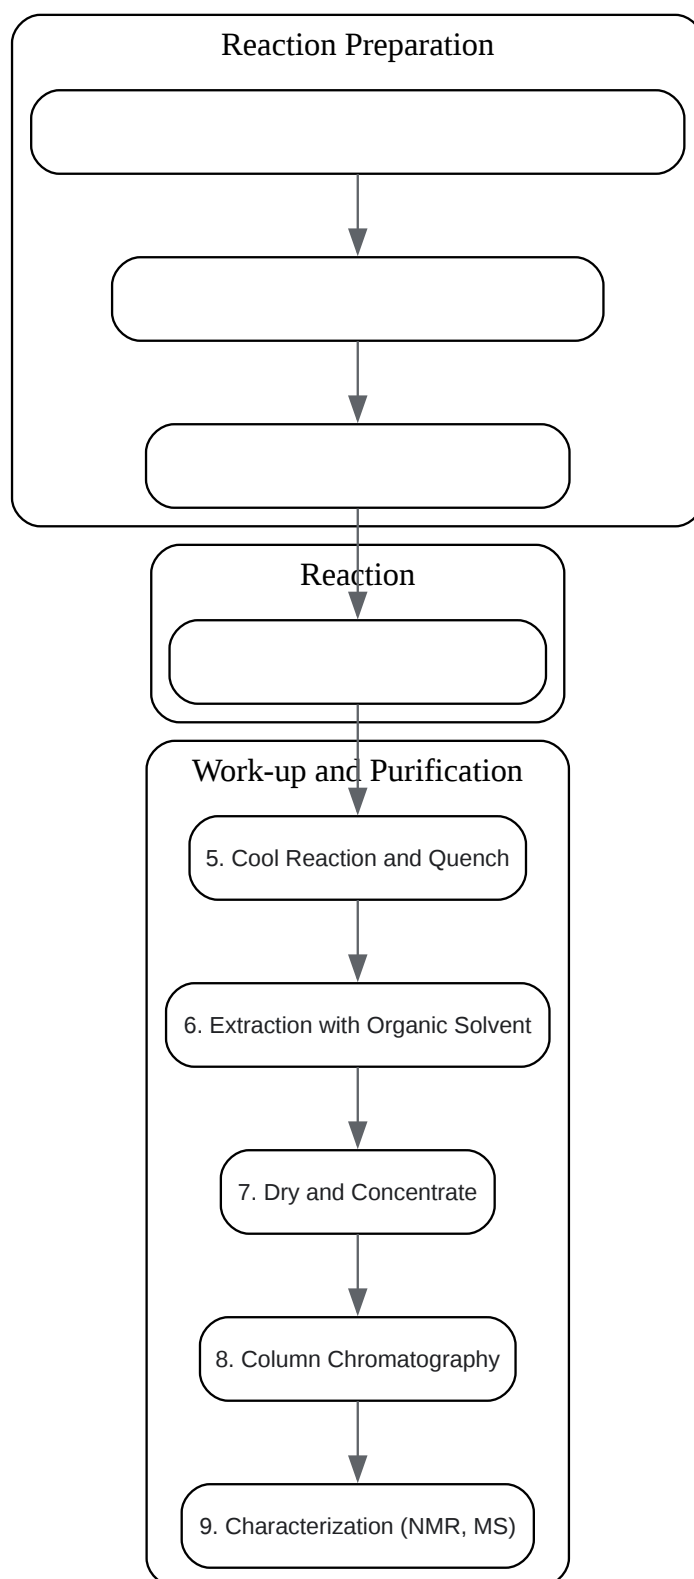 Reaction Preparation
Reaction
Work-up and Purification
5. Cool Reaction and Quench
6. Extraction with Organic Solvent
7. Dry and Concentrate
8. Column Chromatography
9. Characterization (NMR, MS)